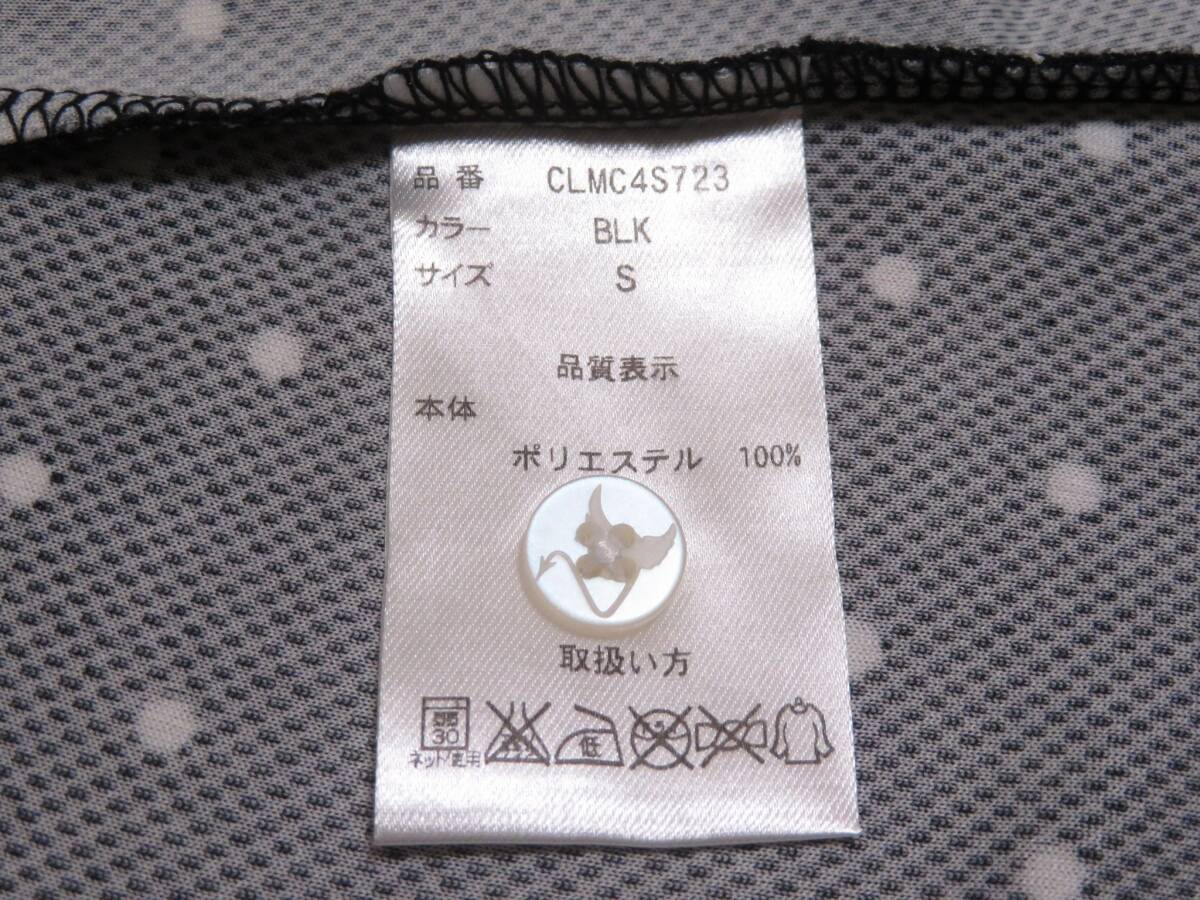 品番 CLMC4S723
カラー BLK
サイズ S
品質表示
本体
ポリエステル 100%
取扱い方
弱 30 低
ネット使用